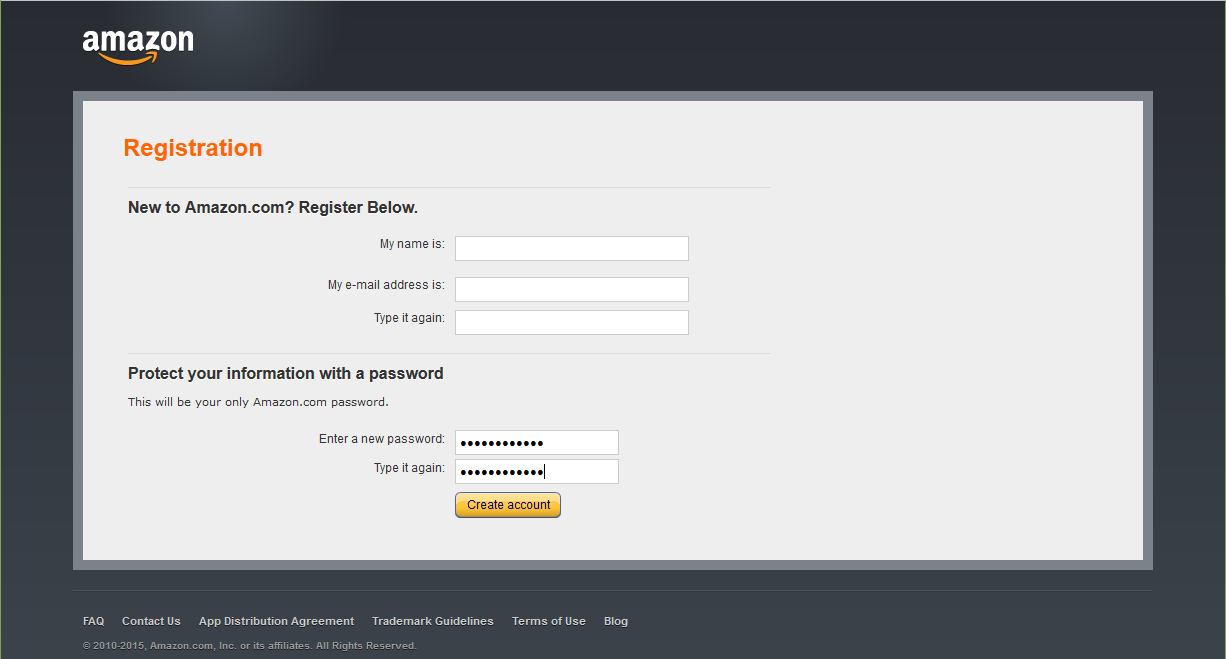 amazon
Registration
New to Amazon.com? Register Below.
My name is:
My e-mail address is:
Type it again:
Protect your information with a password
This will be your only Amazon.com password.
Enter a new password: ••••••••••••
Type it again: ••••••••••••
Create account
FAQ Contact Us App Distribution Agreement Trademark Guidelines Terms of Use Blog
© 2010-2015, Amazon.com, Inc. or its affiliates. All Rights Reserved.